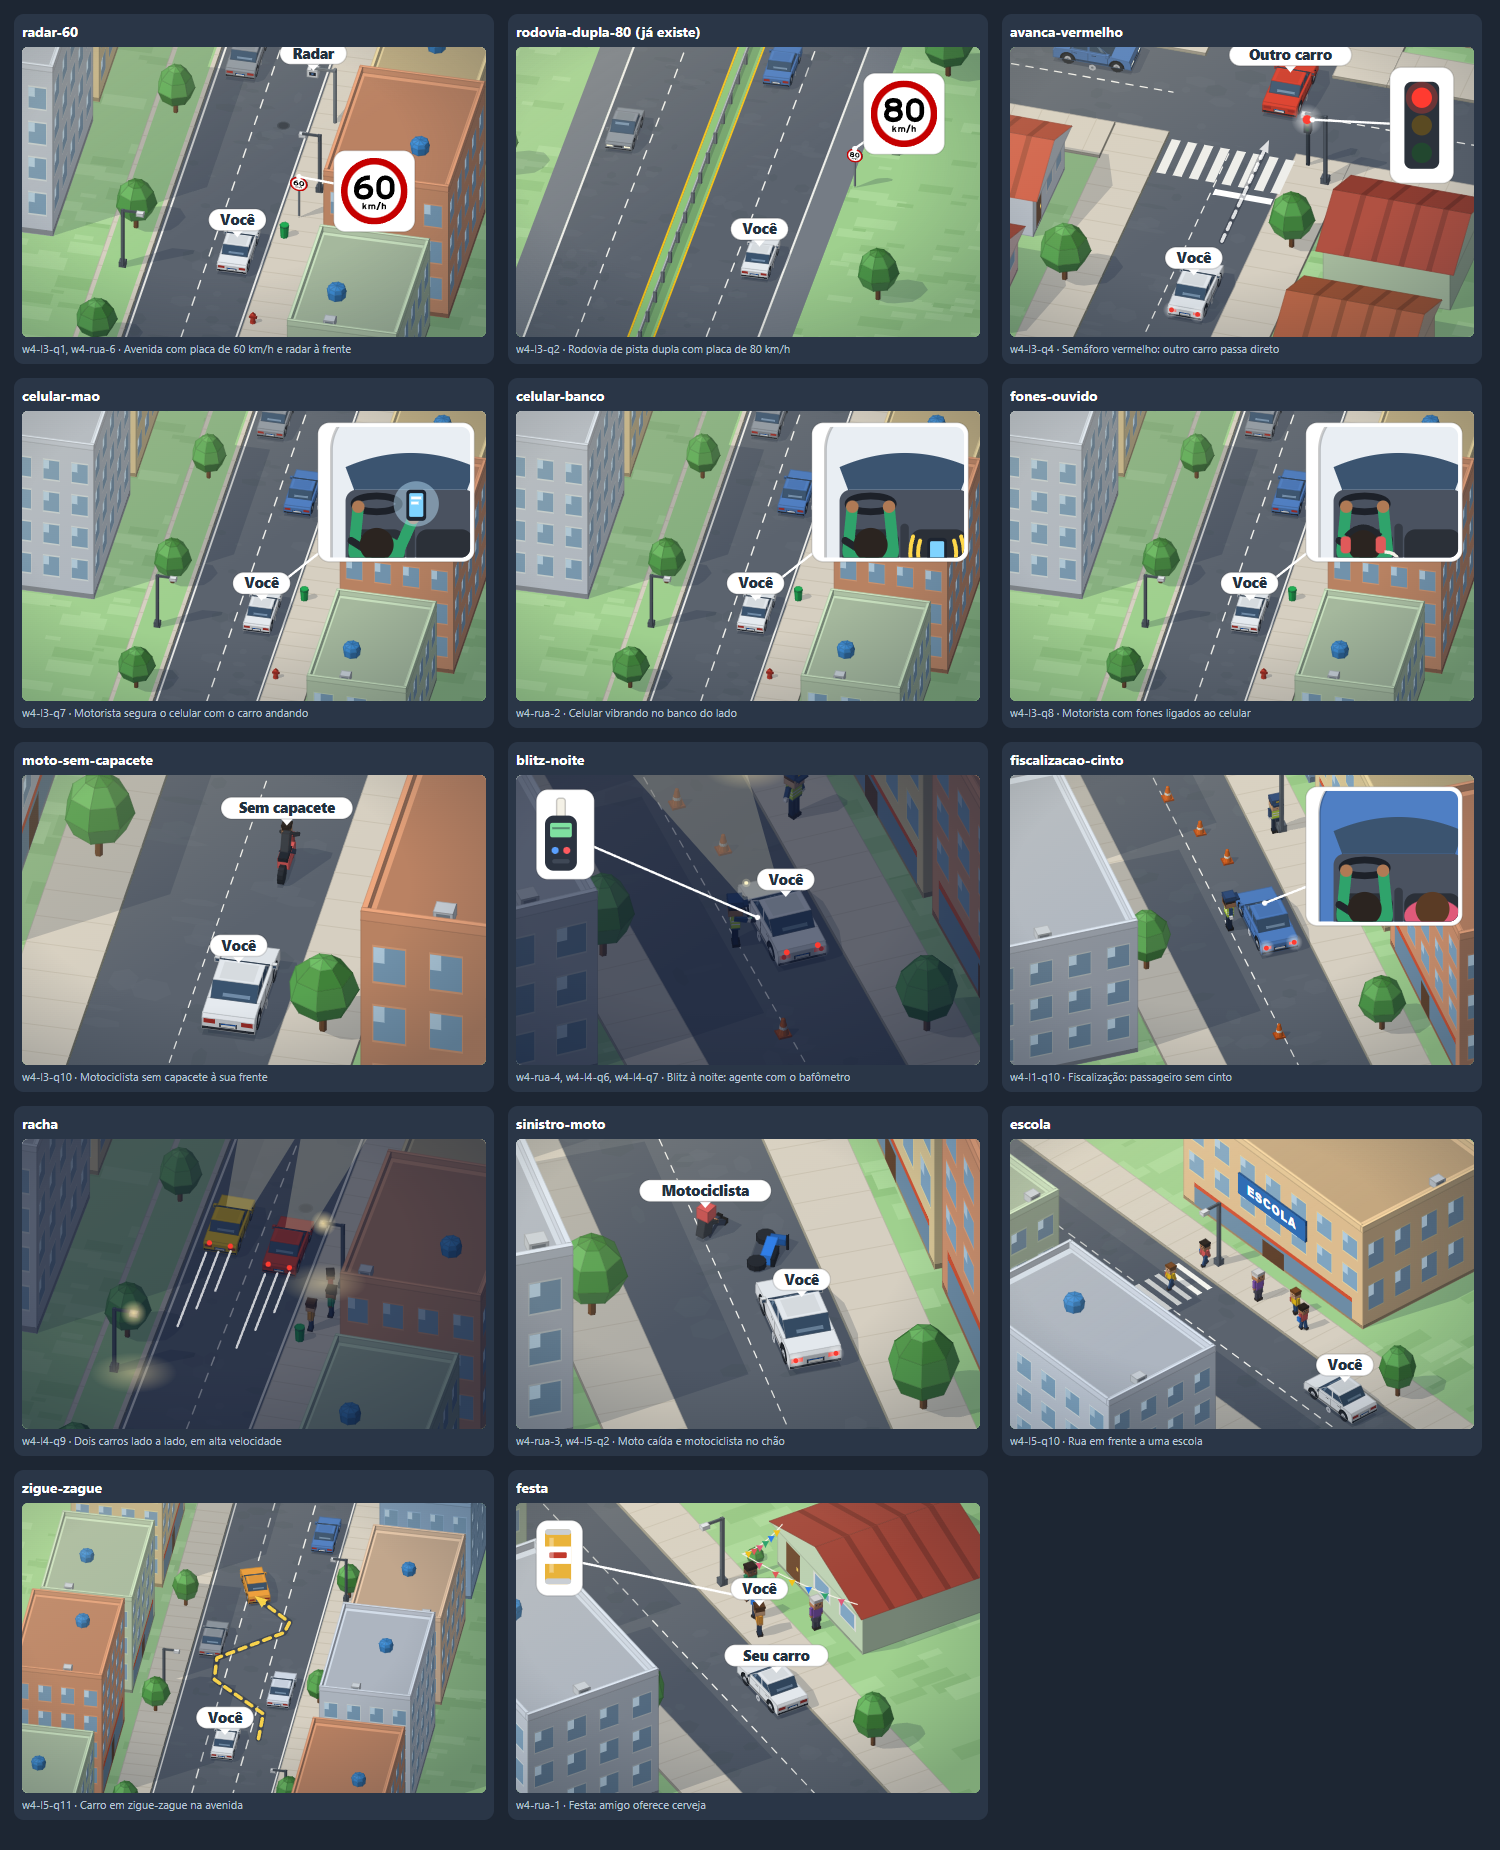 radar-60
Radar
60
60
km/h
Você
w4-l3-q1, w4-rua-6 · Avenida com placa de 60 km/h e radar à frente
rodovia-dupla-80 (já existe)
80
km/h
80
Você
w4-l3-q2 · Rodovia de pista dupla com placa de 80 km/h
avanca-vermelho
Outro carro
Você
w4-l3-q4 · Semáforo vermelho: outro carro passa direto
celular-mao
Você
w4-l3-q7 · Motorista segura o celular com o carro andando
celular-banco
Você
w4-rua-2 · Celular vibrando no banco do lado
fones-ouvido
Você
w4-l3-q8 · Motorista com fones ligados ao celular
moto-sem-capacete
Sem capacete
Você
w4-l3-q10 · Motociclista sem capacete à sua frente
blitz-noite
Você
w4-rua-4, w4-l4-q6, w4-l4-q7 · Blitz à noite: agente com o bafômetro
fiscalizacao-cinto
w4-l1-q10 · Fiscalização: passageiro sem cinto
racha
w4-l4-q9 · Dois carros lado a lado, em alta velocidade
sinistro-moto
Motociclista
Você
w4-rua-3, w4-l5-q2 · Moto caída e motociclista no chão
escola
ESCOLA
Você
w4-l5-q10 · Rua em frente a uma escola
zigue-zague
Você
w4-l5-q11 · Carro em zigue-zague na avenida
festa
Você
Seu carro
w4-rua-1 · Festa: amigo oferece cerveja